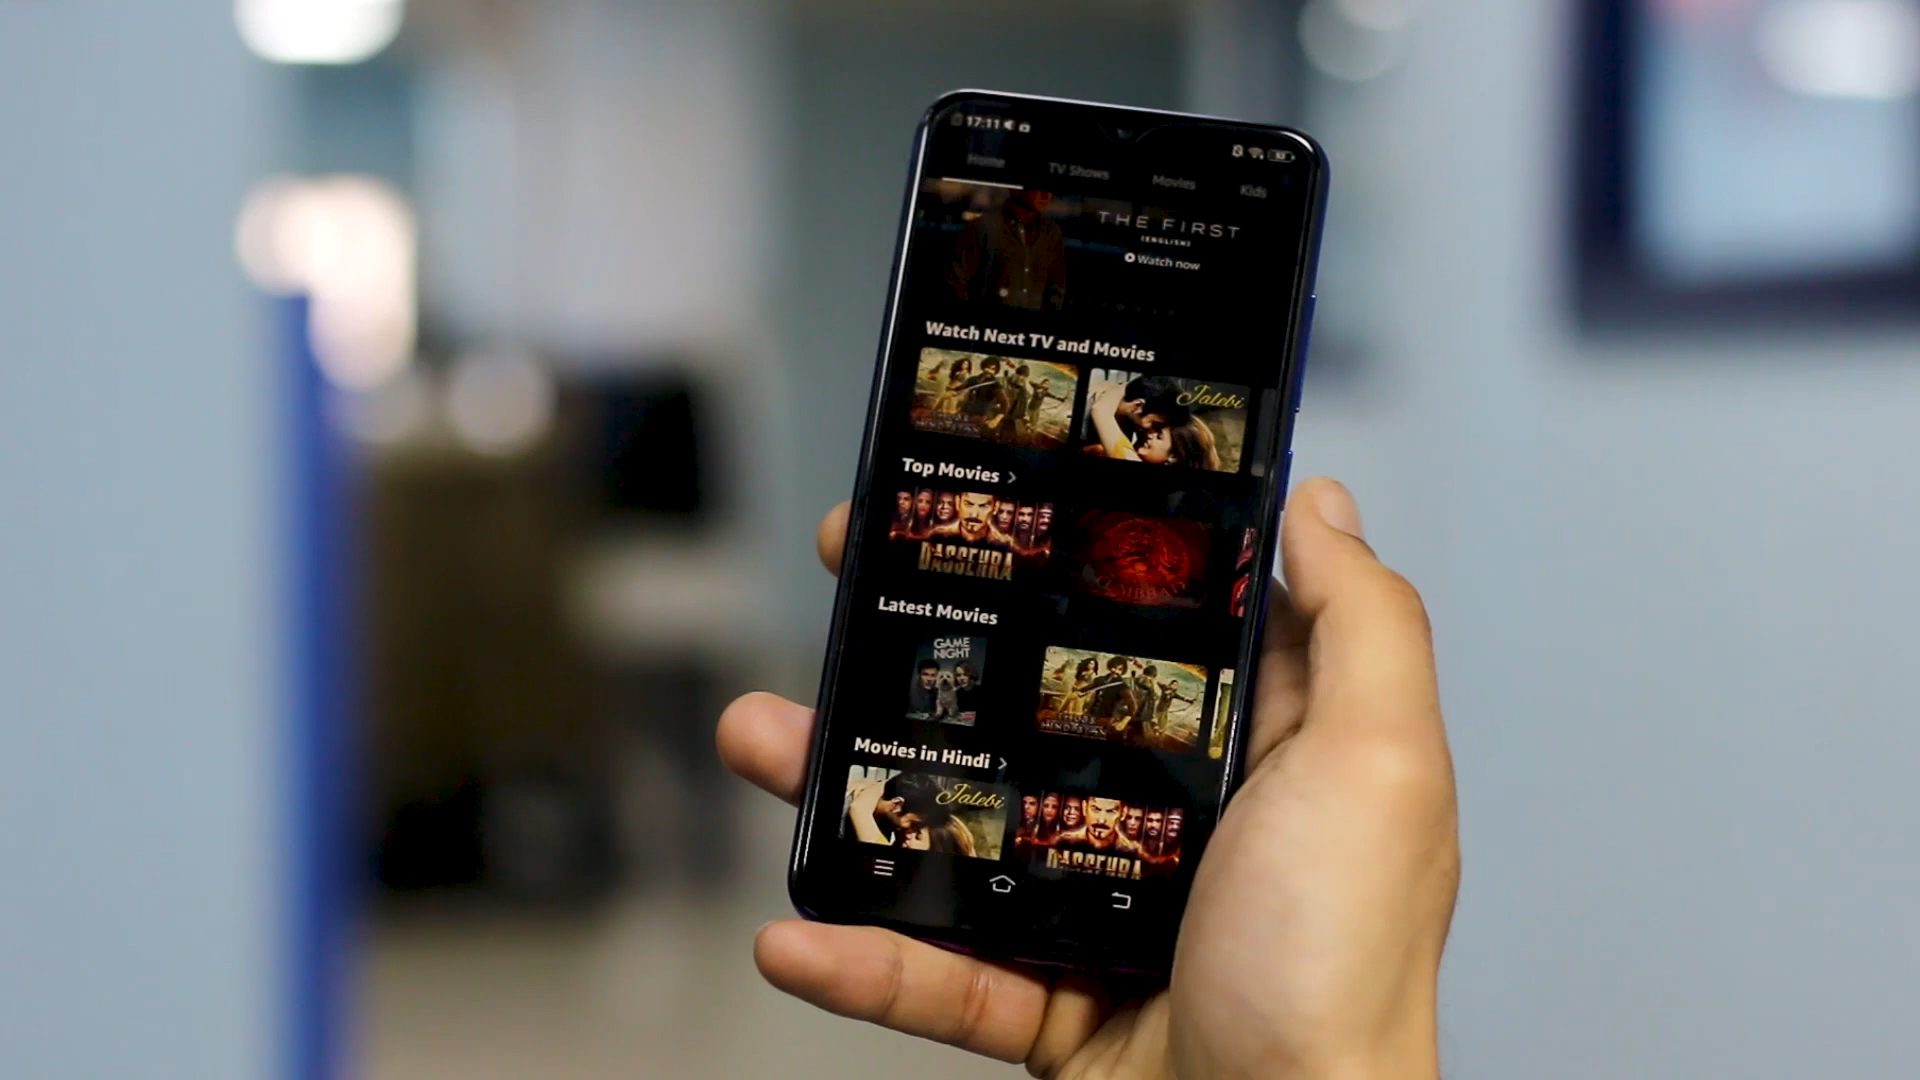 17:11
Home TV Shows Movies Kids
THE FIRST
(ENGLISH)
Watch now
Watch Next TV and Movies
Jalebi
Top Movies >
DASSEHRA
Latest Movies
GAME
NIGHT
Movies in Hindi >
Jalebi
DASSEHRA